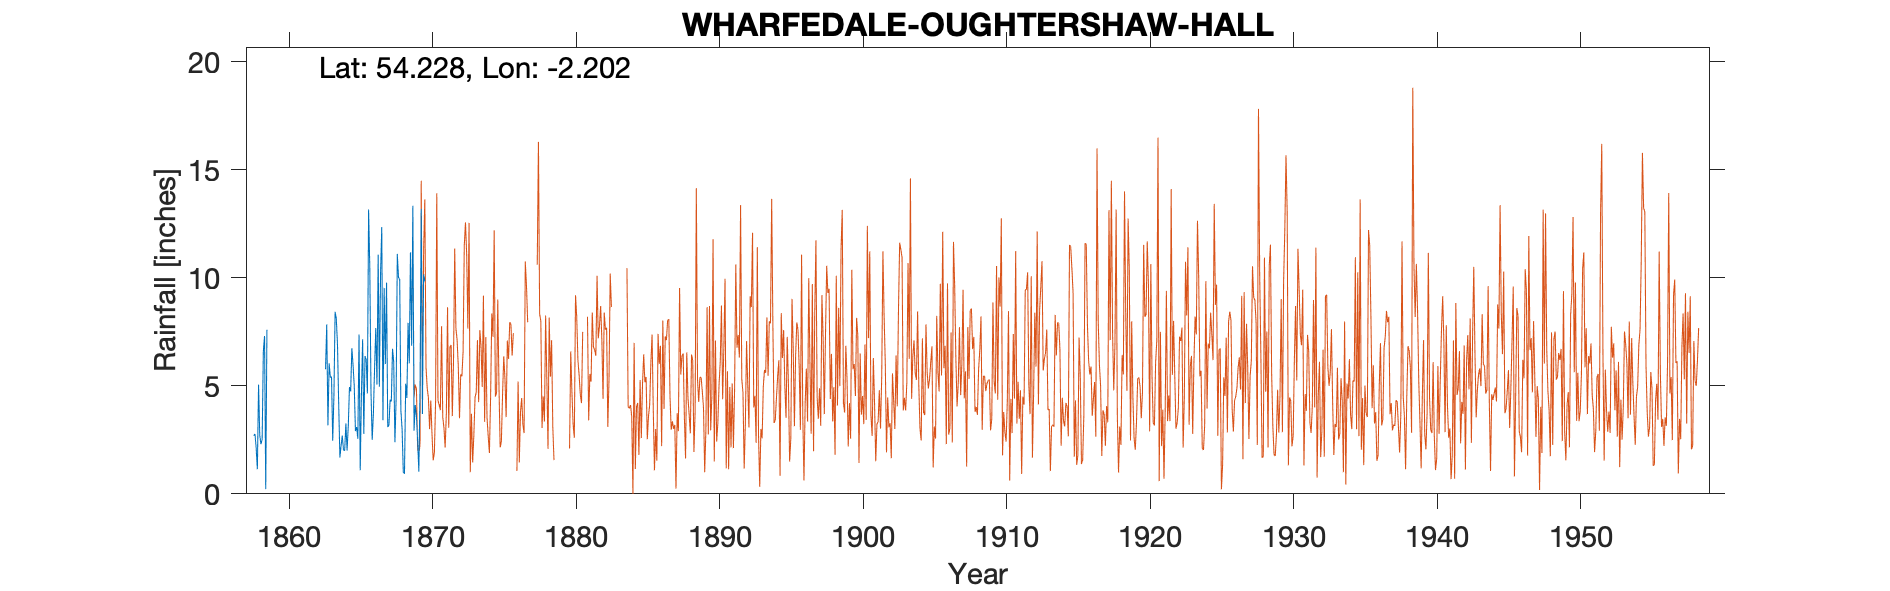 WHARFEDALE-OUGHTERSHAW-HALL
Lat: 54.228, Lon: -2.202
20
15
10
5
0
Rainfall [inches]
1860 1870 1880 1890 1900 1910 1920 1930 1940 1950
Year